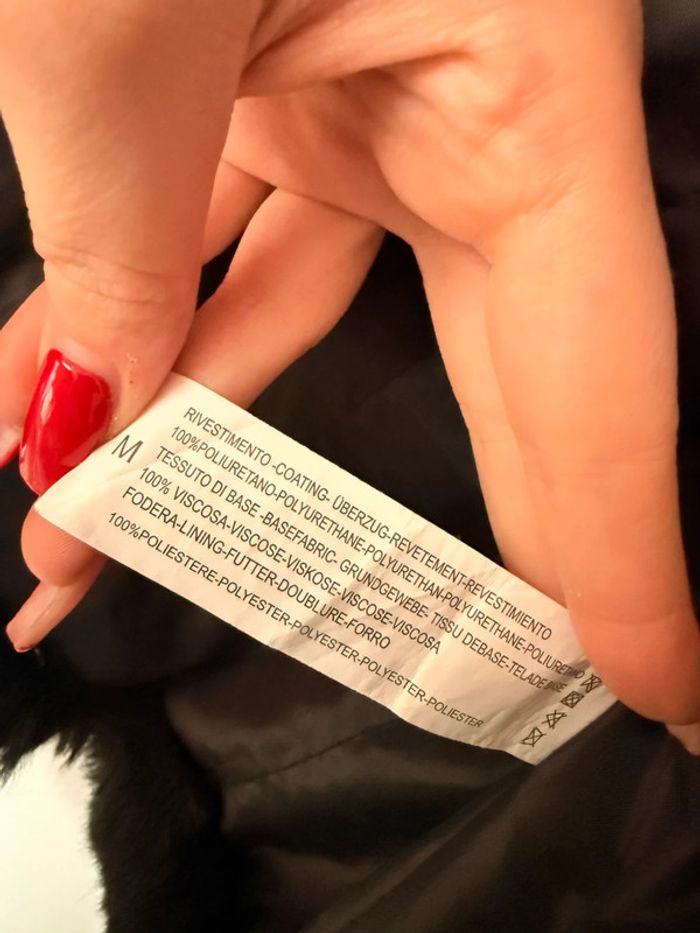 M
RIVESTIMENTO -COATING- ÜBERZUG-REVETEMENT-REVESTIMIENTO
100%POLIURETANO-POLYURETHANE-POLYURETHAN-POLYURETHANE-POLIURETANO
TESSUTO DI BASE -BASEFABRIC- GRUNDGEWEBE- TISSU DEBASE-TELADE BASE
100% VISCOSA-VISCOSE-VISKOSE-VISCOSE-VISCOSA
FODERA-LINING-FUTTER-DOUBLURE-FORRO
100%POLIESTERE-POLYESTER-POLYESTER-POLYESTER-POLIESTER